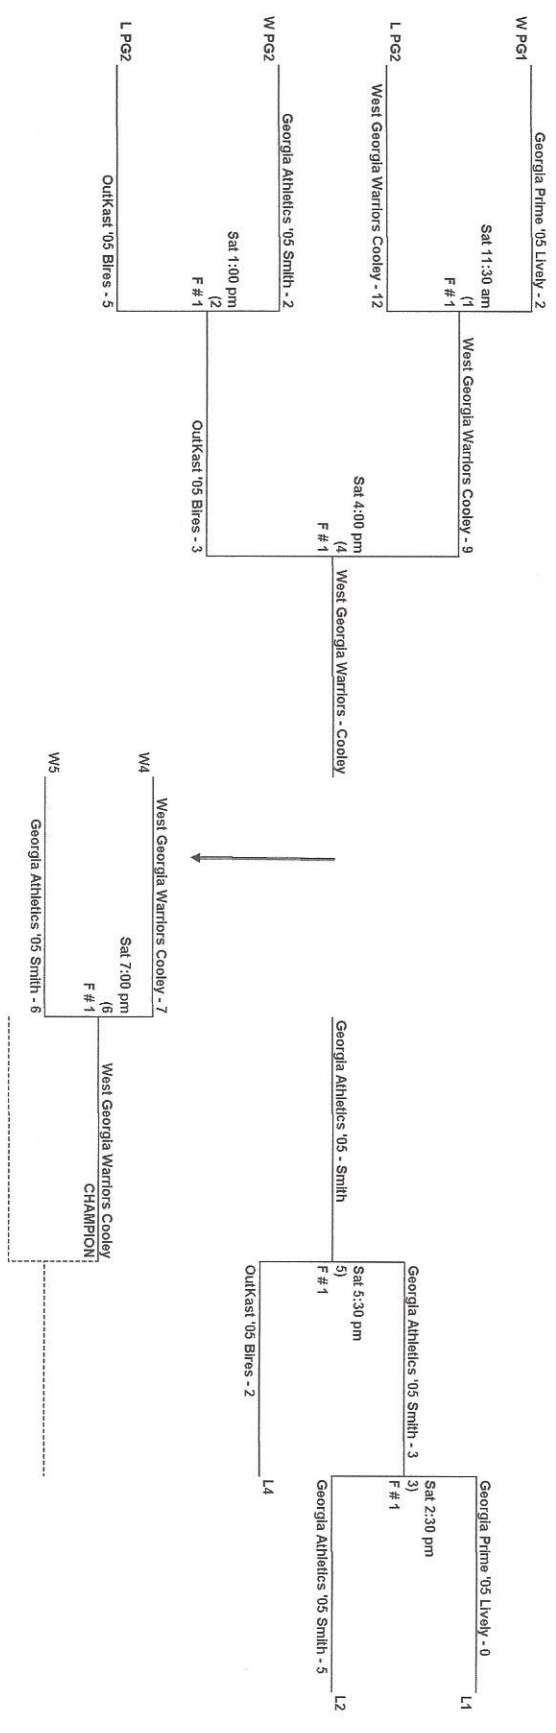 W PG1
Georgia Prime '05 Lively - 2
Sat 11:30 am
(1
F # 1
L PG2
West Georgia Warriors Cooley - 12
West Georgia Warriors Cooley - 9
W PG2
Georgia Athletics '05 Smith - 2
Sat 1:00 pm
(2
F # 1
L PG2
OutKast '05 Bires - 5
OutKast '05 Bires - 3
Sat 4:00 pm
(4
F # 1
West Georgia Warriors - Cooley
Georgia Athletics '05 - Smith
Sat 5:30 pm
5)
F # 1
Georgia Athletics '05 Smith - 3
OutKast '05 Bires - 2
L4
Georgia Prime '05 Lively - 0
L1
Sat 2:30 pm
3)
F # 1
Georgia Athletics '05 Smith - 5
L2
W4
West Georgia Warriors Cooley - 7
Sat 7:00 pm
(6
F # 1
W5
Georgia Athletics '05 Smith - 6
West Georgia Warriors Cooley
CHAMPION